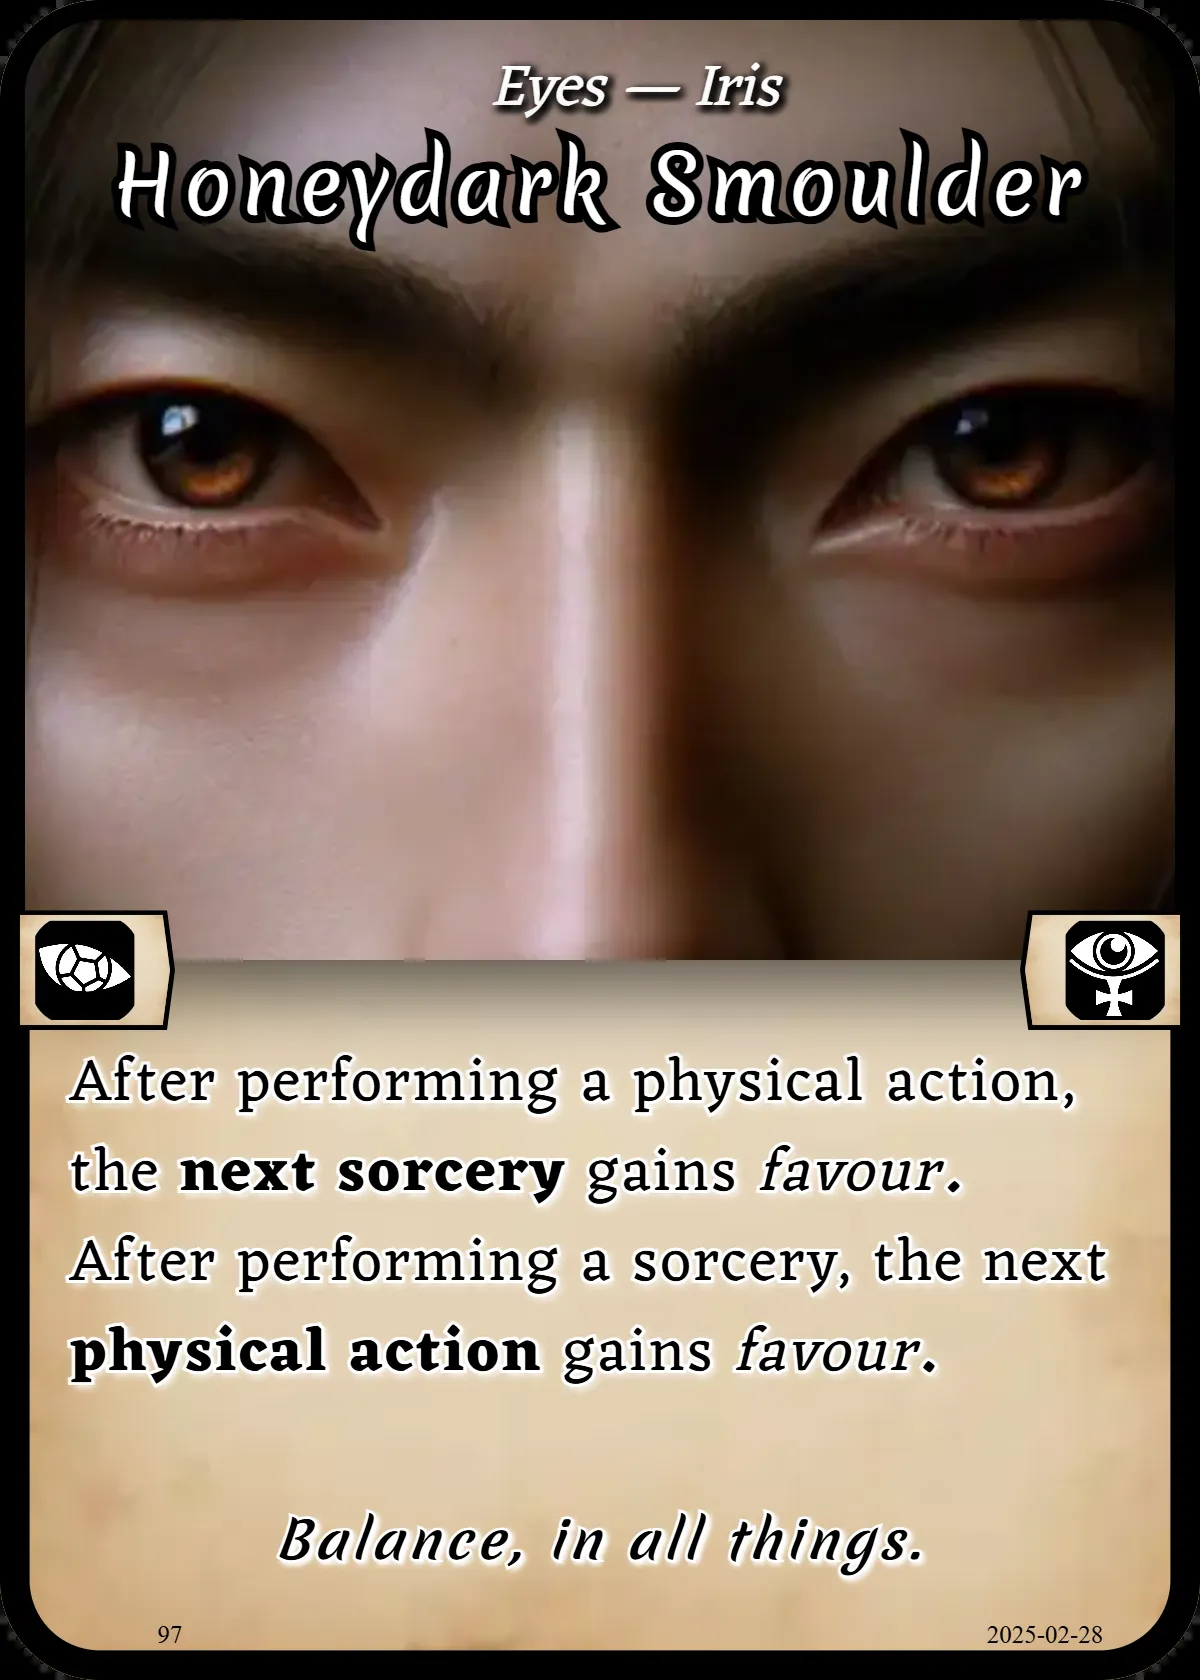 Eyes — Iris
Honeydark Smoulder
After performing a physical action,
the next sorcery gains favour.
After performing a sorcery, the next
physical action gains favour.
Balance, in all things.
97
2025-02-28